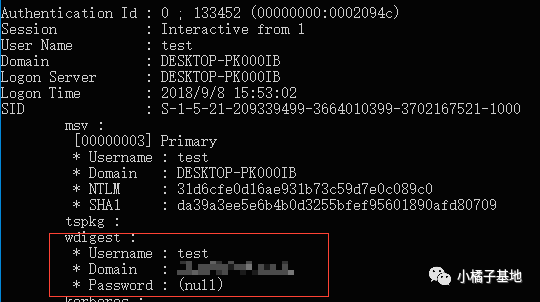 Authentication Id : 0 ; 133452 (00000000:0002094c)
Session : Interactive from 1
User Name : test
Domain : DESKTOP-PK000IB
Logon Server : DESKTOP-PK000IB
Logon Time : 2018/9/8 15:53:02
SID : S-1-5-21-209339499-3664010399-3702167521-1000
msv :
[00000003] Primary
* Username : test
* Domain : DESKTOP-PK000IB
* NTLM : 31d6cfe0d16ae931b73c59d7e0c089c0
* SHA1 : da39a3ee5e6b4b0d3255bfef95601890afd80709
tspkg :
wdigest :
* Username : test
* Domain :
* Password : (null)
kerberos :
小橘子基地